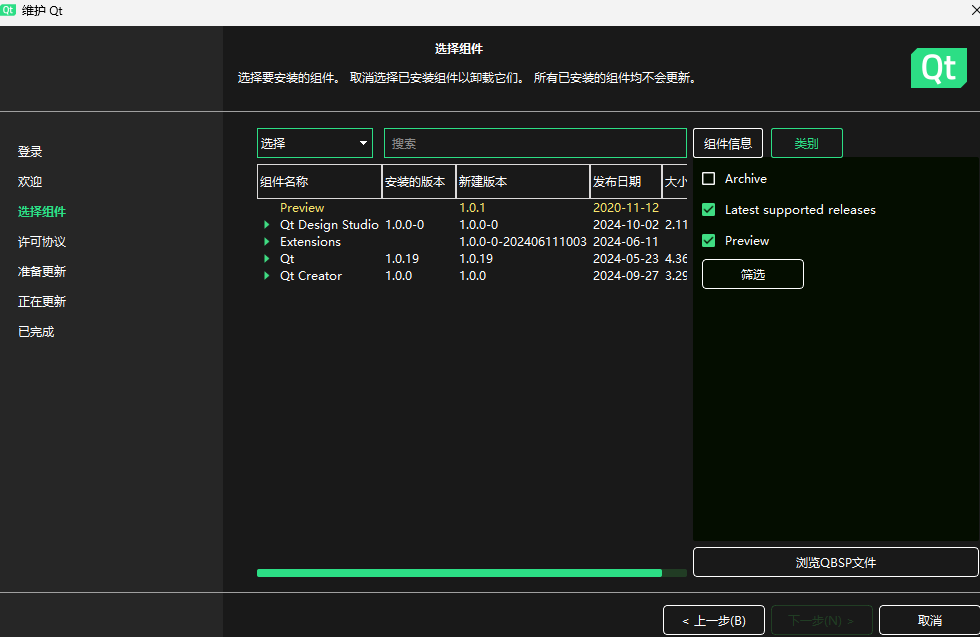 Qt 维护 Qt
选择组件
选择要安装的组件。 取消选择已安装组件以卸载它们。 所有已安装的组件均不会更新。
Qt
登录
欢迎
选择组件
许可协议
准备更新
正在更新
已完成
选择 搜索 组件信息 类别
组件名称 安装的版本 新建版本 发布日期 大小
Preview 1.0.1 2020-11-12
Qt Design Studio 1.0.0-0 1.0.0-0 2024-10-02 2.11
Extensions 1.0.0-0-202406111003 2024-06-11
Qt 1.0.19 1.0.19 2024-05-23 4.36
Qt Creator 1.0.0 1.0.0 2024-09-27 3.29
Archive
Latest supported releases
Preview
筛选
浏览QBSP文件
< 上一步(B) 下一步(N) > 取消